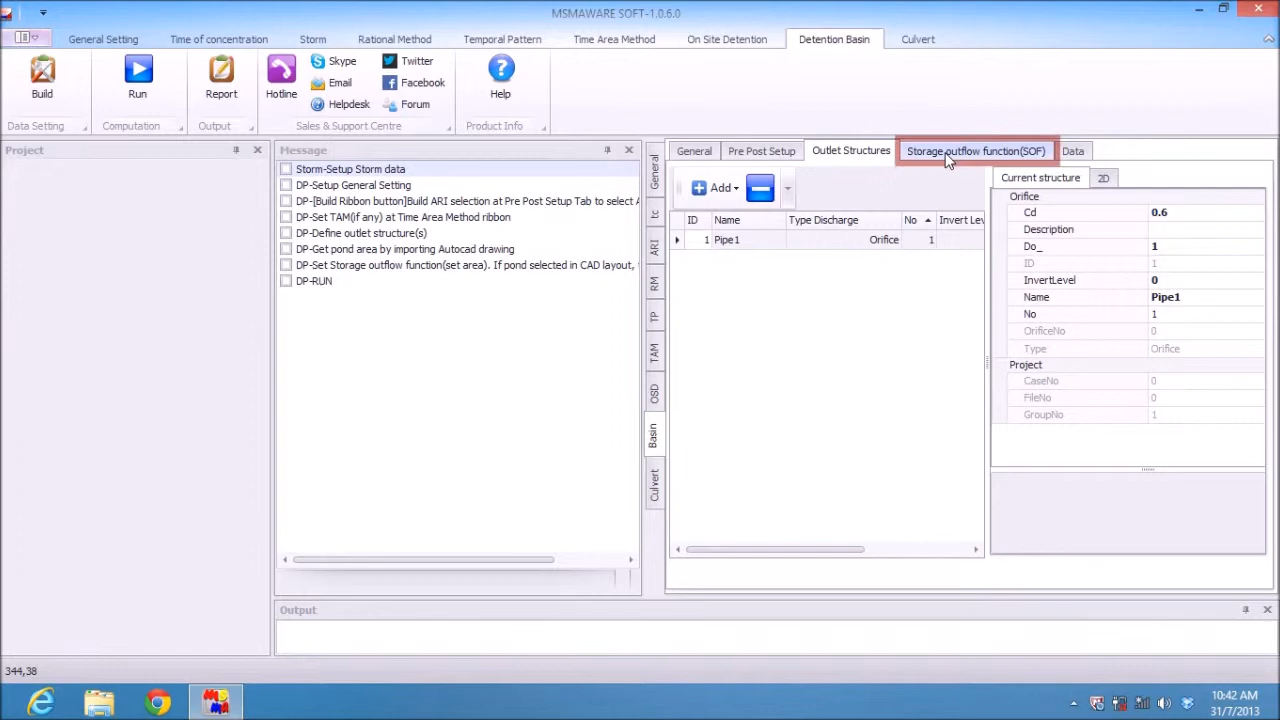 MSMAWARE SOFT-1.0.6.0
General Setting Time of concentration Storm Rational Method Temporal Pattern Time Area Method On Site Detention Detention Basin Culvert
Build Run Report Hotline Skype Twitter
Email Facebook
Helpdesk Forum
Help
Data Setting Computation Output Sales & Support Centre Product Info
Project
Message
Storm-Setup Storm data
DP-Setup General Setting
DP-[Build Ribbon button]Build ARI selection at Pre Post Setup Tab to select A
DP-Set TAM(if any) at Time Area Method ribbon
DP-Define outlet structure(s)
DP-Get pond area by importing Autocad drawing
DP-Set Storage outflow function(set area). If pond selected in CAD layout,
DP-RUN
General
tc
ARI
RM
TP
TAM
OSD
Basin
Culvert
General Pre Post Setup Outlet Structures Storage outflow function(SOF) Data
Add
ID Name Type Discharge No Invert Lev
1 Pipe1 Orifice 1
Current structure 2D
Orifice
Cd 0.6
Description
Do_ 1
ID 1
InvertLevel 0
Name Pipe1
No 1
OrificeNo 0
Type Orifice
Project
CaseNo 0
FileNo 0
GroupNo 1
Output
344,38
10:42 AM
31/7/2013